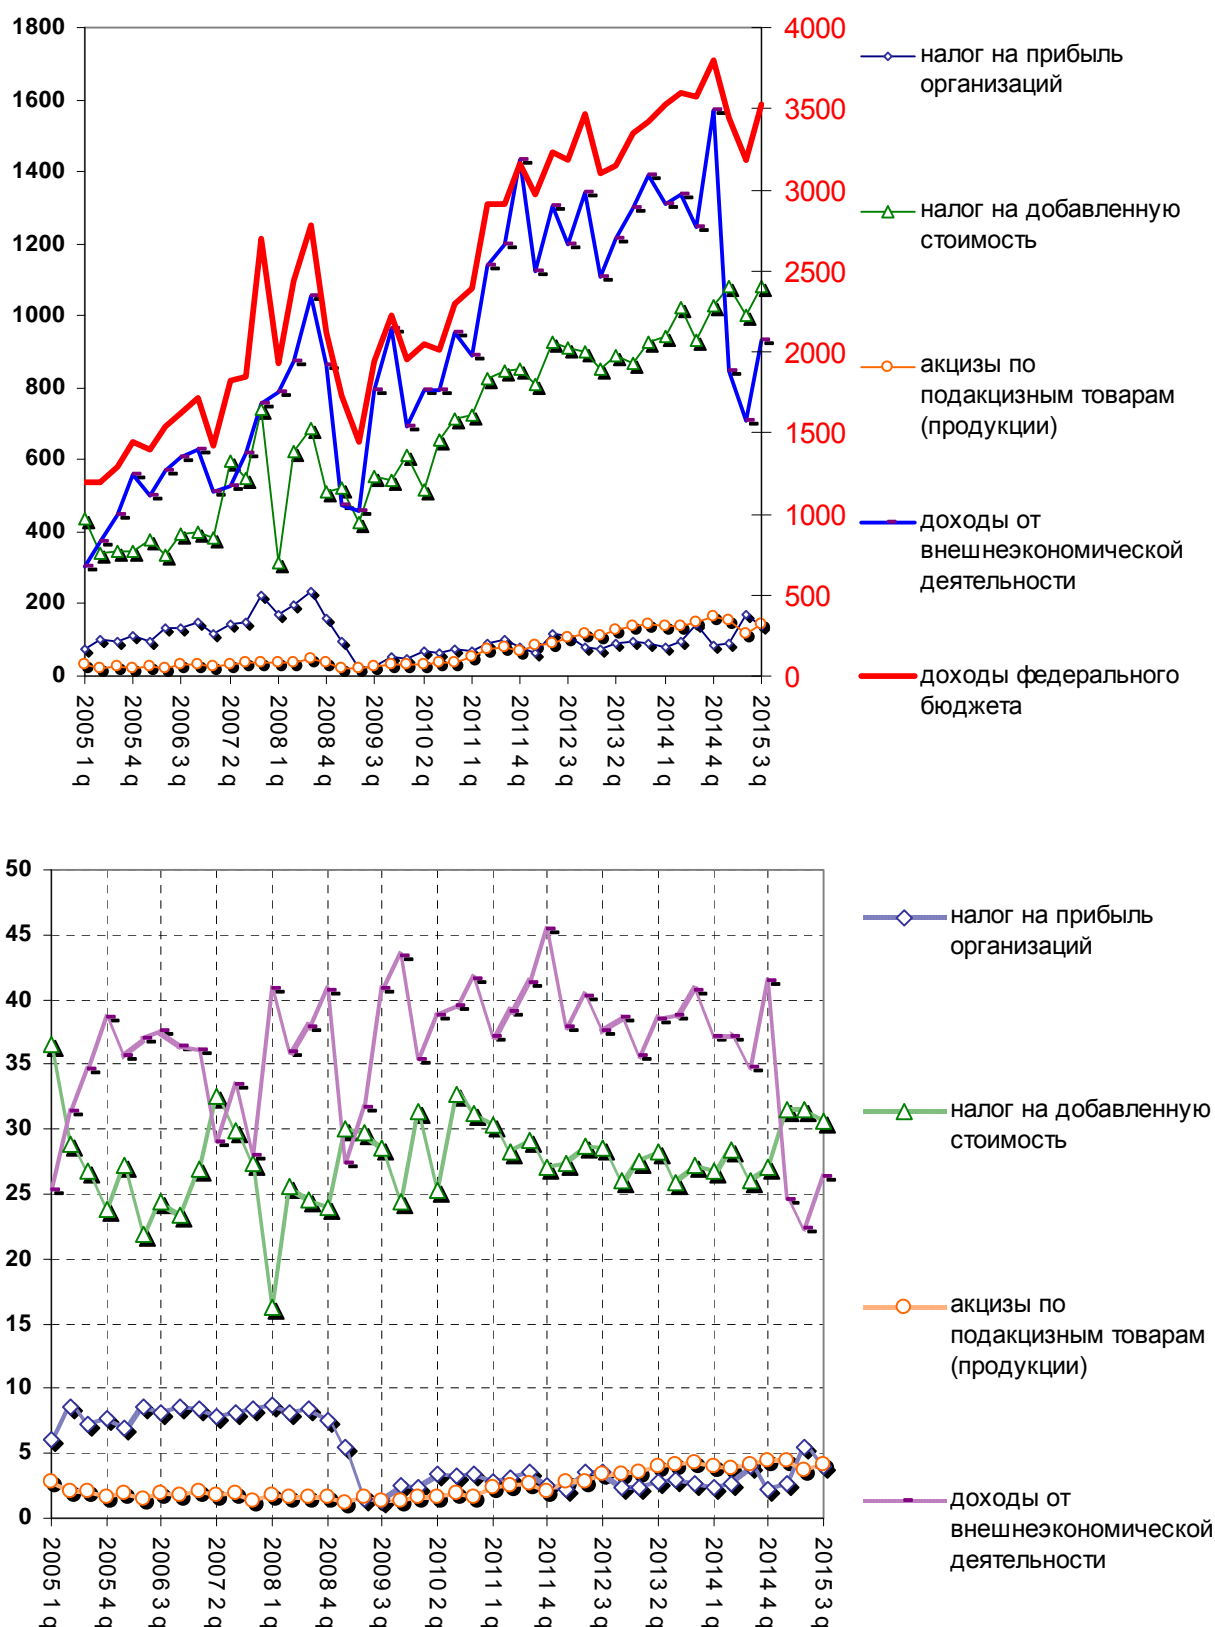 1800
1600
1400
1200
1000
800
600
400
200
0
4000
3500
3000
2500
2000
1500
1000
500
0
2005 1 q
2005 4 q
2006 3 q
2007 2 q
2008 1 q
2008 4 q
2009 3 q
2010 2 q
2011 1 q
2011 4 q
2012 3 q
2013 2 q
2014 1 q
2014 4 q
2015 3 q
налог на прибыль
организаций
налог на добавленную
стоимость
акцизы по
подакцизным товарам
(продукции)
доходы от
внешнеэкономической
деятельности
доходы федерального
бюджета
50
45
40
35
30
25
20
15
10
5
0
2005 1 q
2005 4 q
2006 3 q
2007 2 q
2008 1 q
2008 4 q
2009 3 q
2010 2 q
2011 1 q
2011 4 q
2012 3 q
2013 2 q
2014 1 q
2014 4 q
2015 3 q
налог на прибыль
организаций
налог на добавленную
стоимость
акцизы по
подакцизным товарам
(продукции)
доходы от
внешнеэкономической
деятельности